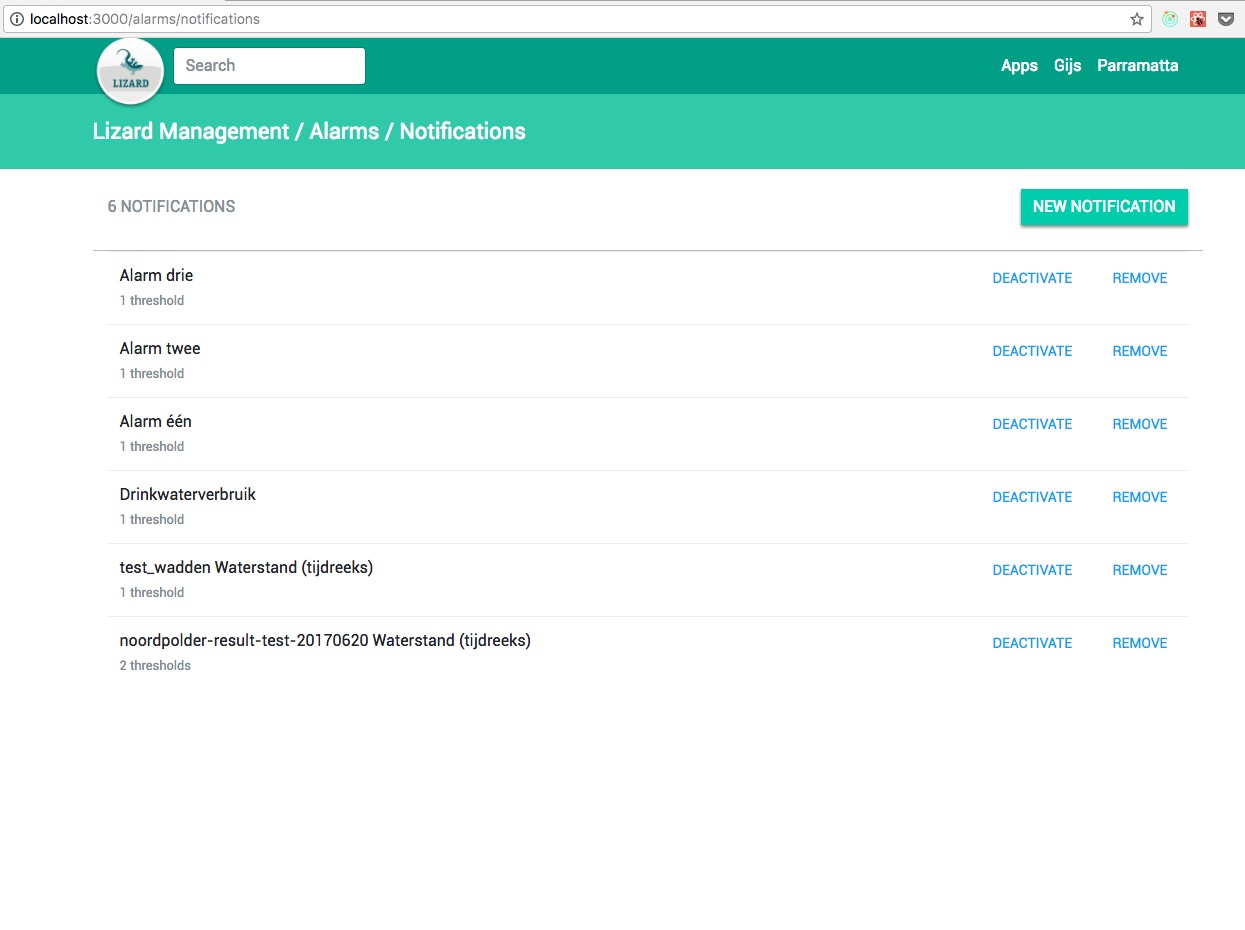 localhost:3000/alarms/notifications
LIZARD
Search
Apps Gijs Parramatta
Lizard Management / Alarms / Notifications
6 NOTIFICATIONS
NEW NOTIFICATION
Alarm drie
DEACTIVATE REMOVE
1 threshold
Alarm twee
DEACTIVATE REMOVE
1 threshold
Alarm één
DEACTIVATE REMOVE
1 threshold
Drinkwaterverbruik
DEACTIVATE REMOVE
1 threshold
test_wadden Waterstand (tijdreeks)
DEACTIVATE REMOVE
1 threshold
noordpolder-result-test-20170620 Waterstand (tijdreeks)
DEACTIVATE REMOVE
2 thresholds